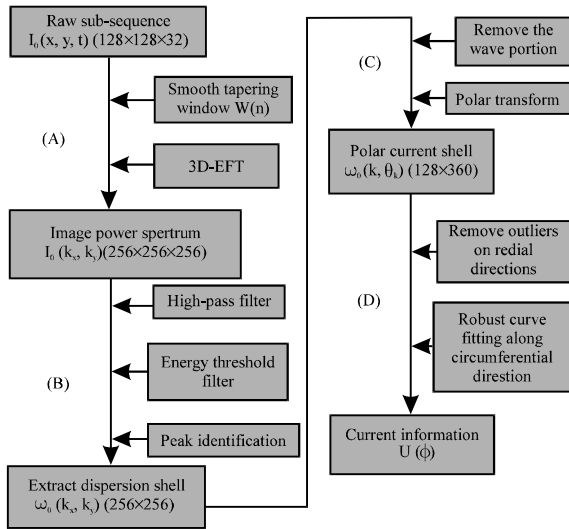 Raw sub-sequence
I₀(x, y, t) (128×128×32)
Smooth tapering
window W(n)
(A)
3D-EFT
Image power spertrum
I₀ (kₓ, kᵧ)(256×256×256)
High-pass filter
Energy threshold
filter
(B)
Peak identification
Extract dispersion shell
ω₀ (kₓ, kᵧ) (256×256)
Remove the
wave portion
(C)
Polar transform
Polar current shell
ω₀(k, θₖ) (128×360)
Remove outliers
on redial
directions
(D)
Robust curve
fitting along
circumferential
direstion
Current information
U (ϕ)